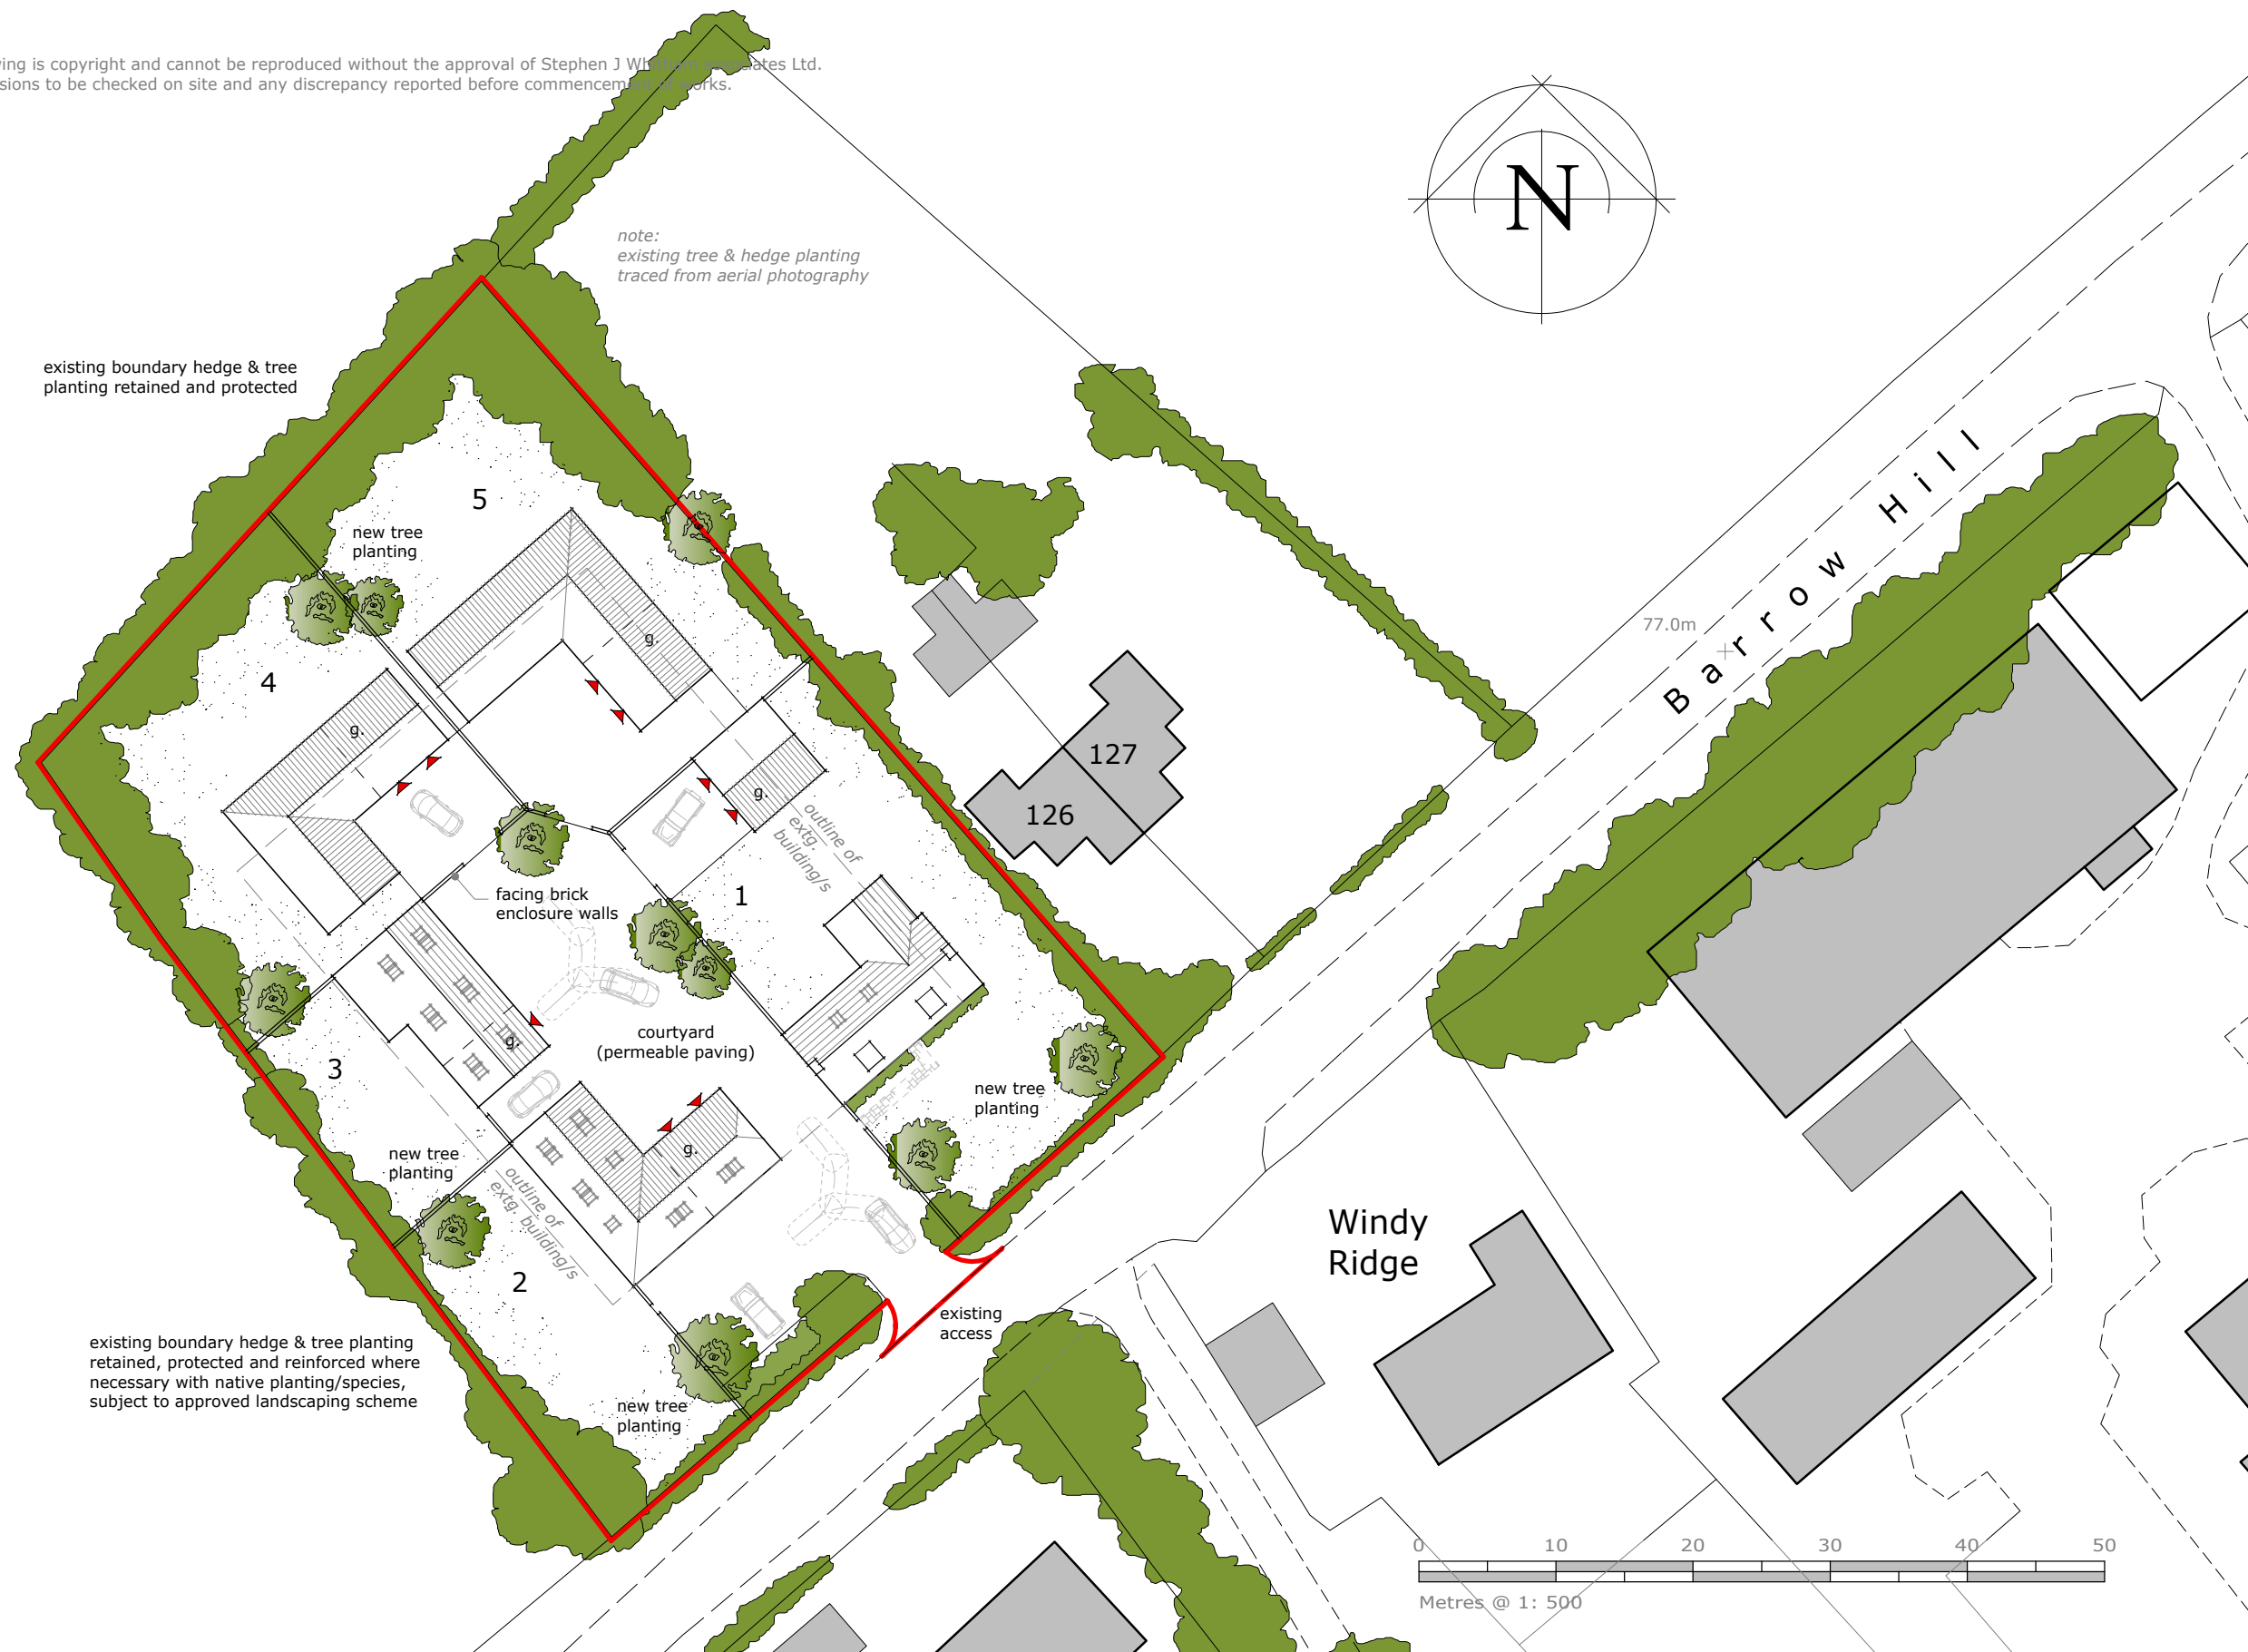 ing is copyright and cannot be reproduced without the approval of Stephen J Wh ates Ltd.
sions to be checked on site and any discrepancy reported before commencement of works.
N
note:
existing tree & hedge planting
traced from aerial photography
existing boundary hedge & tree
planting retained and protected
5
new tree
planting
4
g.
g.
g.
127
126
77.0m
Barrow Hill
outline of
extg.
building/s
1
facing brick
enclosure walls
courtyard
(permeable paving)
g.
3
new tree
planting
new tree
planting
g.
outline of
extg. building/s
2
Windy
Ridge
existing
access
existing boundary hedge & tree planting
retained, protected and reinforced where
necessary with native planting/species,
subject to approved landscaping scheme
new tree
planting
0 10 20 30 40 50
Metres @ 1: 500